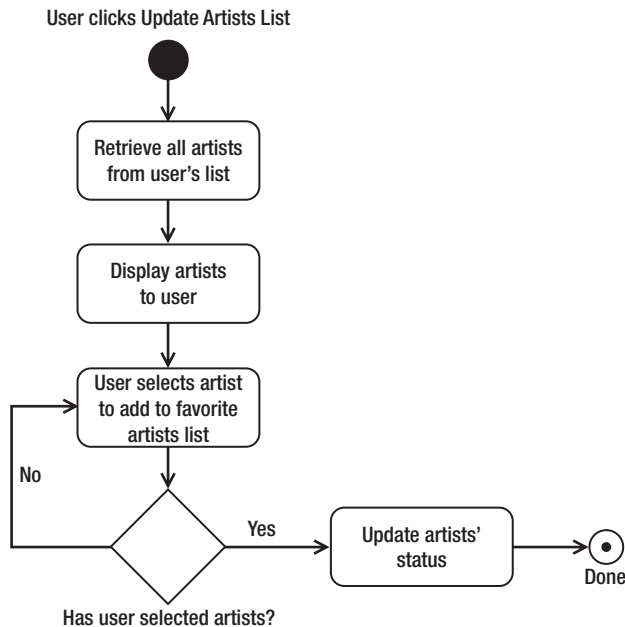 User clicks Update Artists List
Retrieve all artists
from user's list
Display artists
to user
User selects artist
to add to favorite
artists list
No
Yes
Update artists'
status
Done
Has user selected artists?